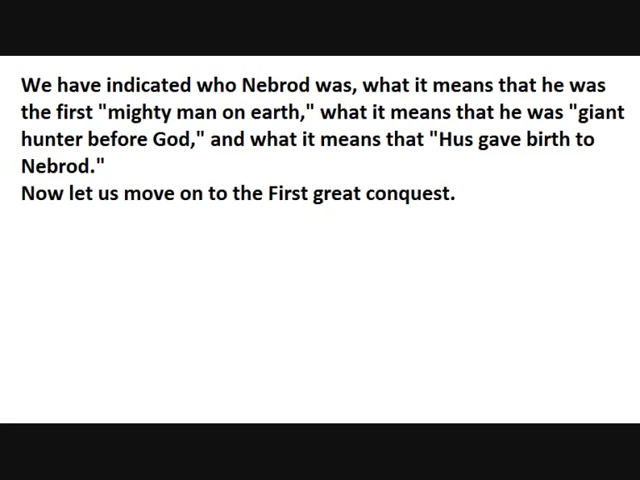 We have indicated who Nebrod was, what it means that he was
the first "mighty man on earth," what it means that he was "giant
hunter before God," and what it means that "Hus gave birth to
Nebrod."
Now let us move on to the First great conquest.